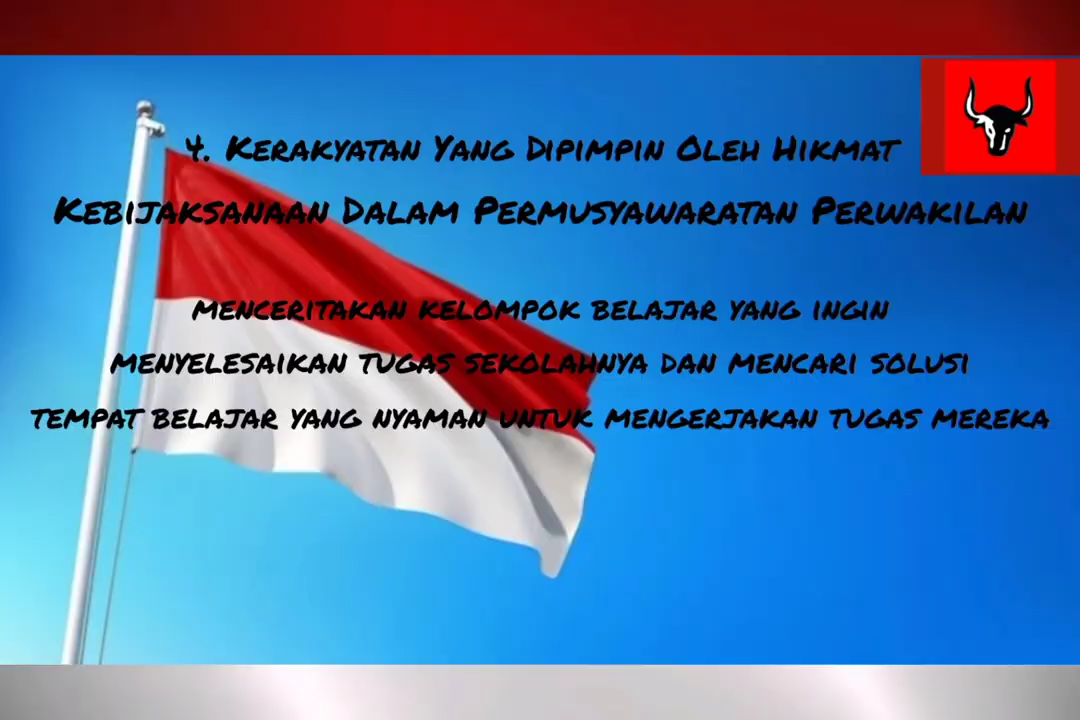 4. Kerakyatan Yang Dipimpin Oleh Hikmat
Kebijaksanaan Dalam Permusyawaratan Perwakilan
menceritakan kelompok belajar yang ingin
menyelesaikan tugas sekolahnya dan mencari solusi
tempat belajar yang nyaman untuk mengerjakan tugas mereka